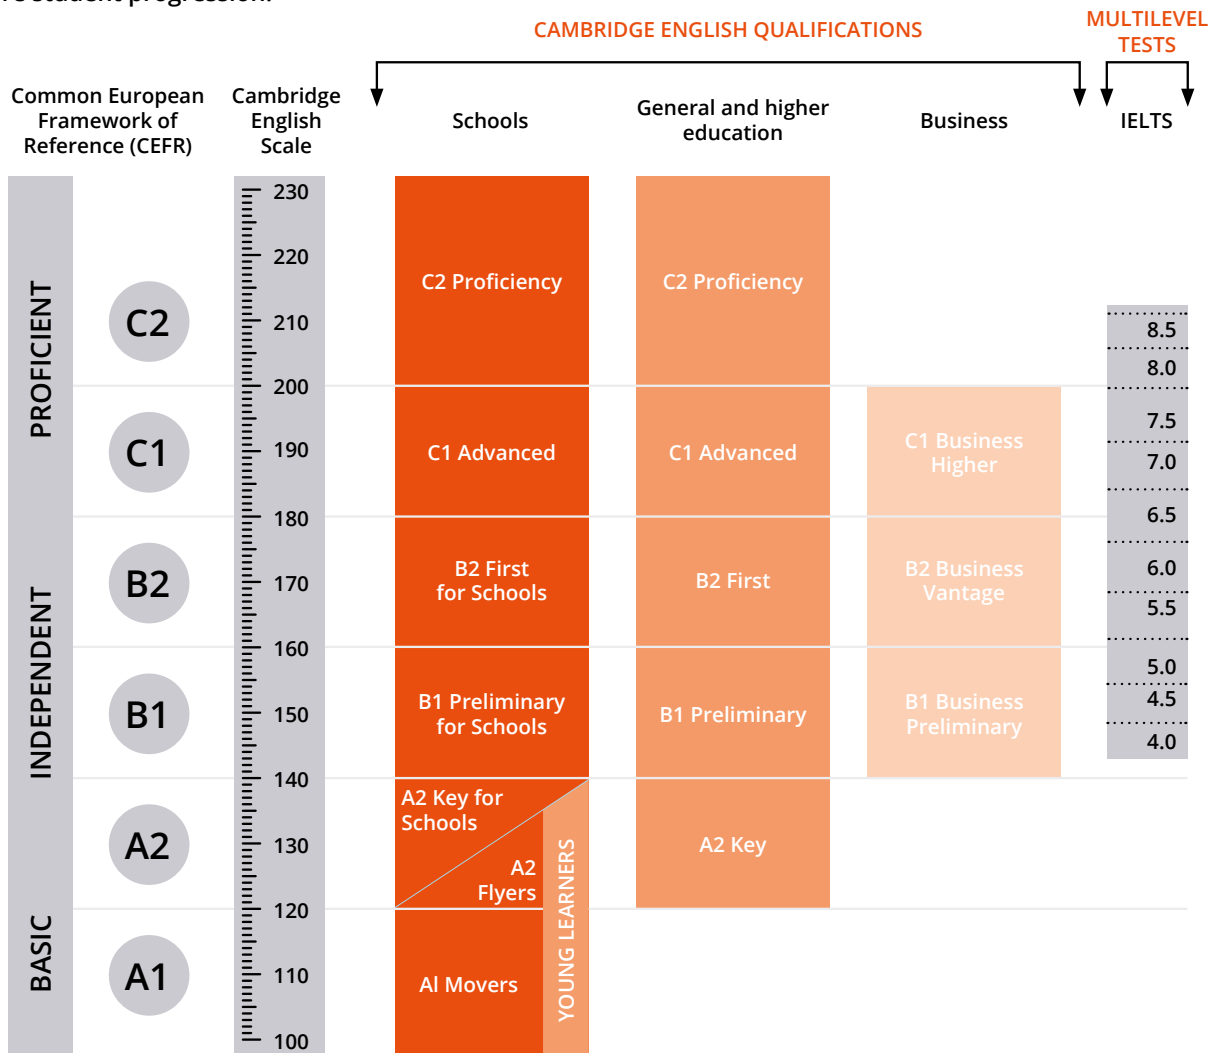 student progression.
CAMBRIDGE ENGLISH QUALIFICATIONS
MULTILEVEL
TESTS
Common European
Framework of
Reference (CEFR)
Cambridge
English
Scale
Schools
General and higher
education
Business
IELTS
PROFICIENT
INDEPENDENT
BASIC
C2
C1
B2
B1
A2
A1
230
220
210
200
190
180
170
160
150
140
130
120
110
100
C2 Proficiency
C1 Advanced
B2 First
for Schools
B1 Preliminary
for Schools
A2 Key for
Schools
A2
Flyers
Al Movers
YOUNG LEARNERS
C2 Proficiency
C1 Advanced
B2 First
B1 Preliminary
A2 Key
C1 Business
Higher
B2 Business
Vantage
B1 Business
Preliminary
8.5
8.0
7.5
7.0
6.5
6.0
5.5
5.0
4.5
4.0